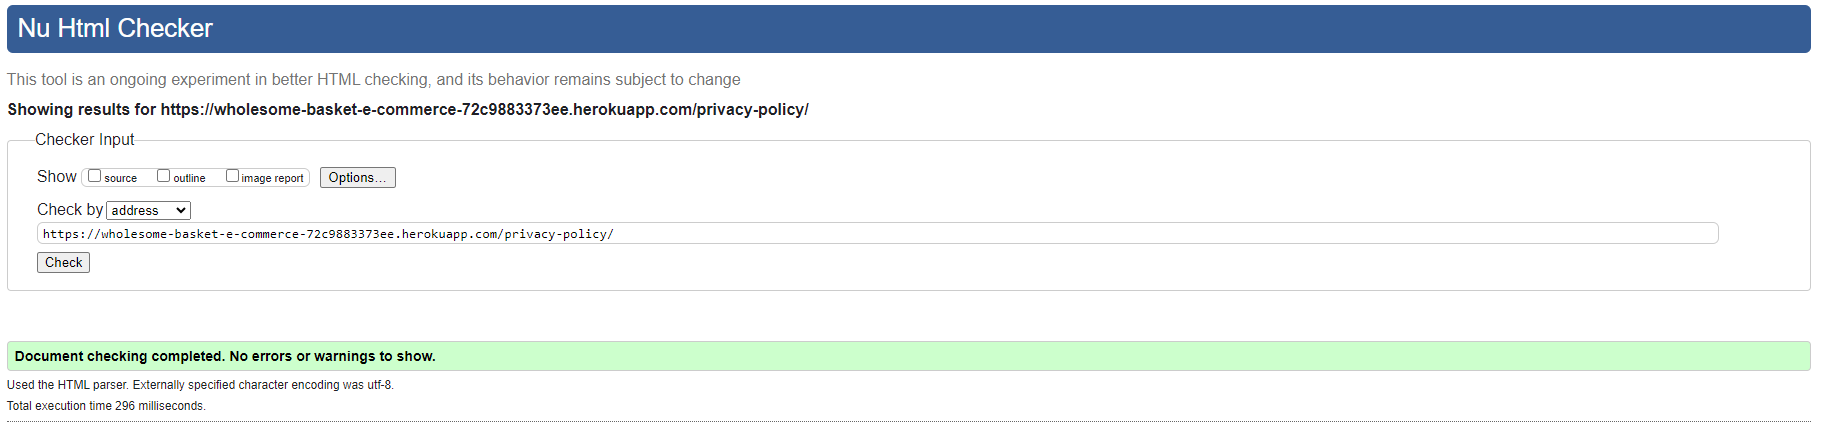 Nu Html Checker
This tool is an ongoing experiment in better HTML checking, and its behavior remains subject to change
Showing results for https://wholesome-basket-e-commerce-72c9883373ee.herokuapp.com/privacy-policy/
Checker Input
Show source outline image report Options...
Check by address
https://wholesome-basket-e-commerce-72c9883373ee.herokuapp.com/privacy-policy/
Check
Document checking completed. No errors or warnings to show.
Used the HTML parser. Externally specified character encoding was utf-8.
Total execution time 296 milliseconds.